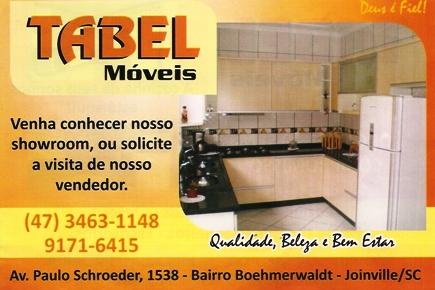 Deus é Fiel!
TABEL
Móveis
Venha conhecer nosso
showroom, ou solicite
a visita de nosso
vendedor.
(47) 3463-1148
9171-6415
Qualidade, Beleza e Bem Estar
Av. Paulo Schroeder, 1538 - Bairro Boehmerwaldt - Joinville/SC